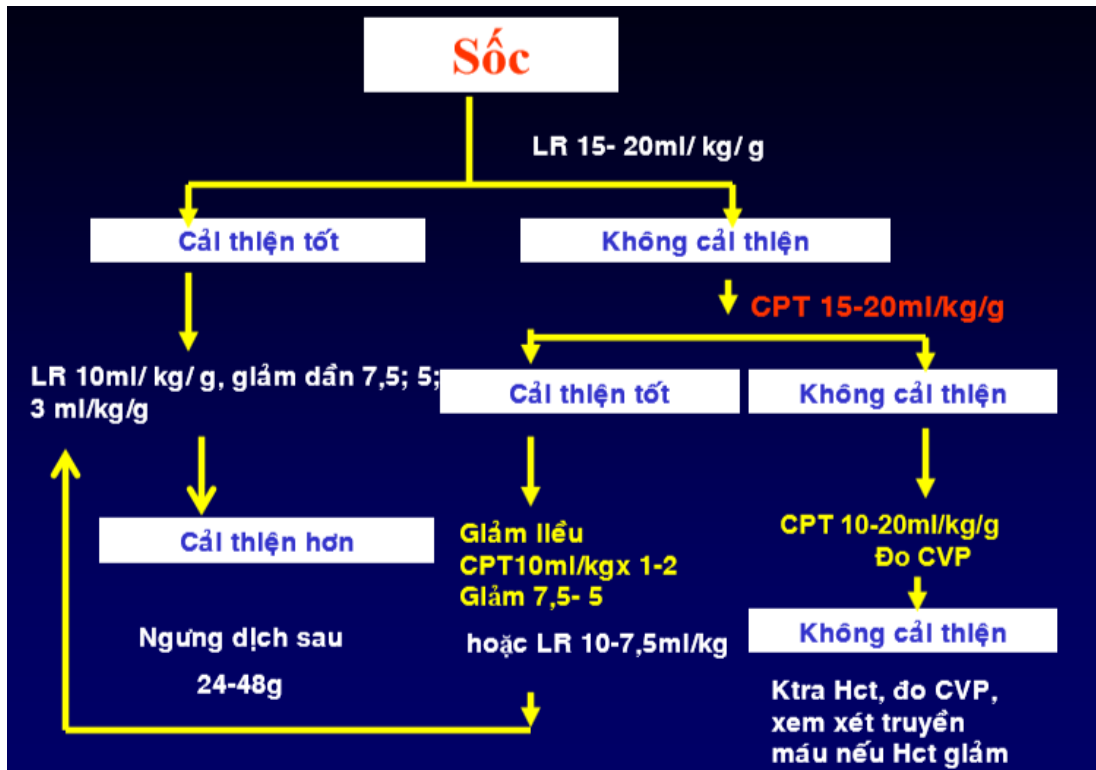 Sốc
LR 15- 20ml/ kg/ g
Cải thiện tốt
Không cải thiện
CPT 15-20ml/kg/g
LR 10ml/ kg/ g, giảm dần 7,5; 5;
3 ml/kg/g
Cải thiện tốt
Không cải thiện
Cải thiện hơn
Giảm liều
CPT10ml/kgx 1-2
Giảm 7,5- 5
hoặc LR 10-7,5ml/kg
CPT 10-20ml/kg/g
Đo CVP
Không cải thiện
Ngưng dịch sau
24-48g
Ktra Hct, đo CVP,
xem xét truyền
máu nếu Hct giảm